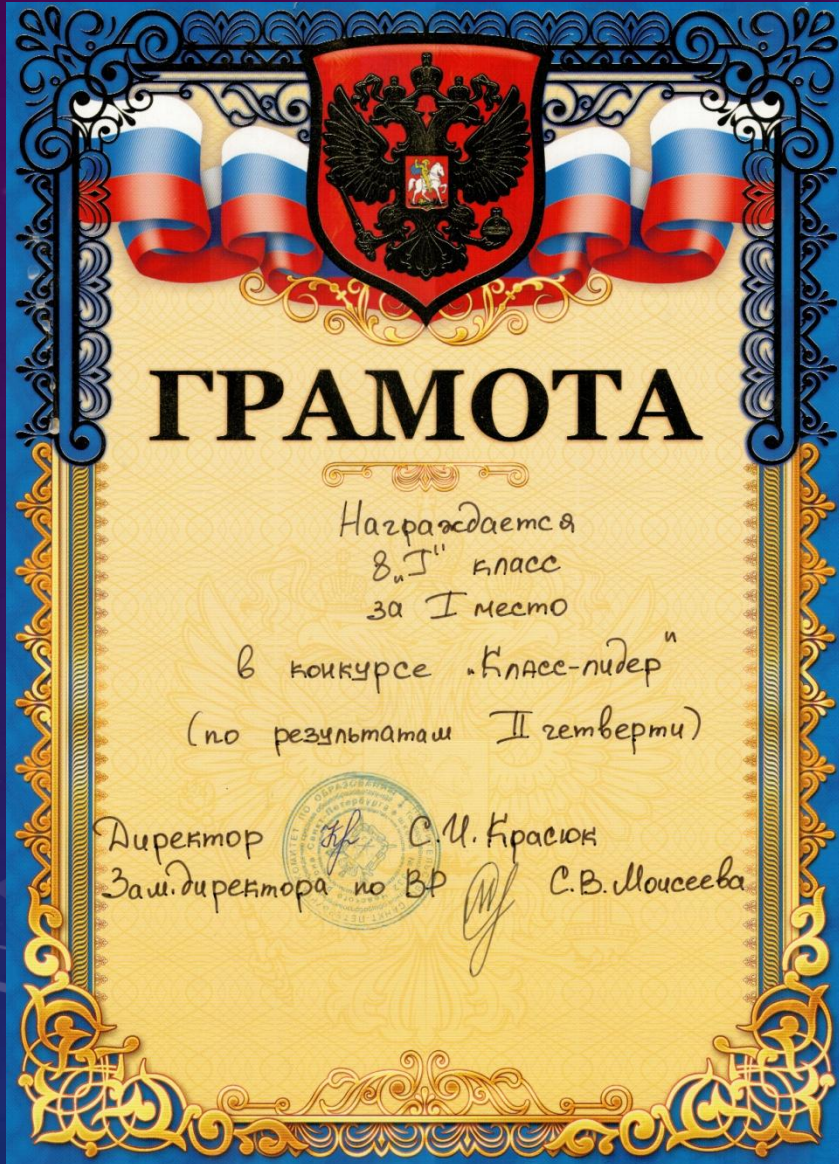 ГРАМОТА
Награждается
8 „I" класс
за I место
в конкурсе „Класс-лидер"
(по результатам II четверти)
Директор С.И. Красюк
Зам.директора по ВР С.В. Моисеева